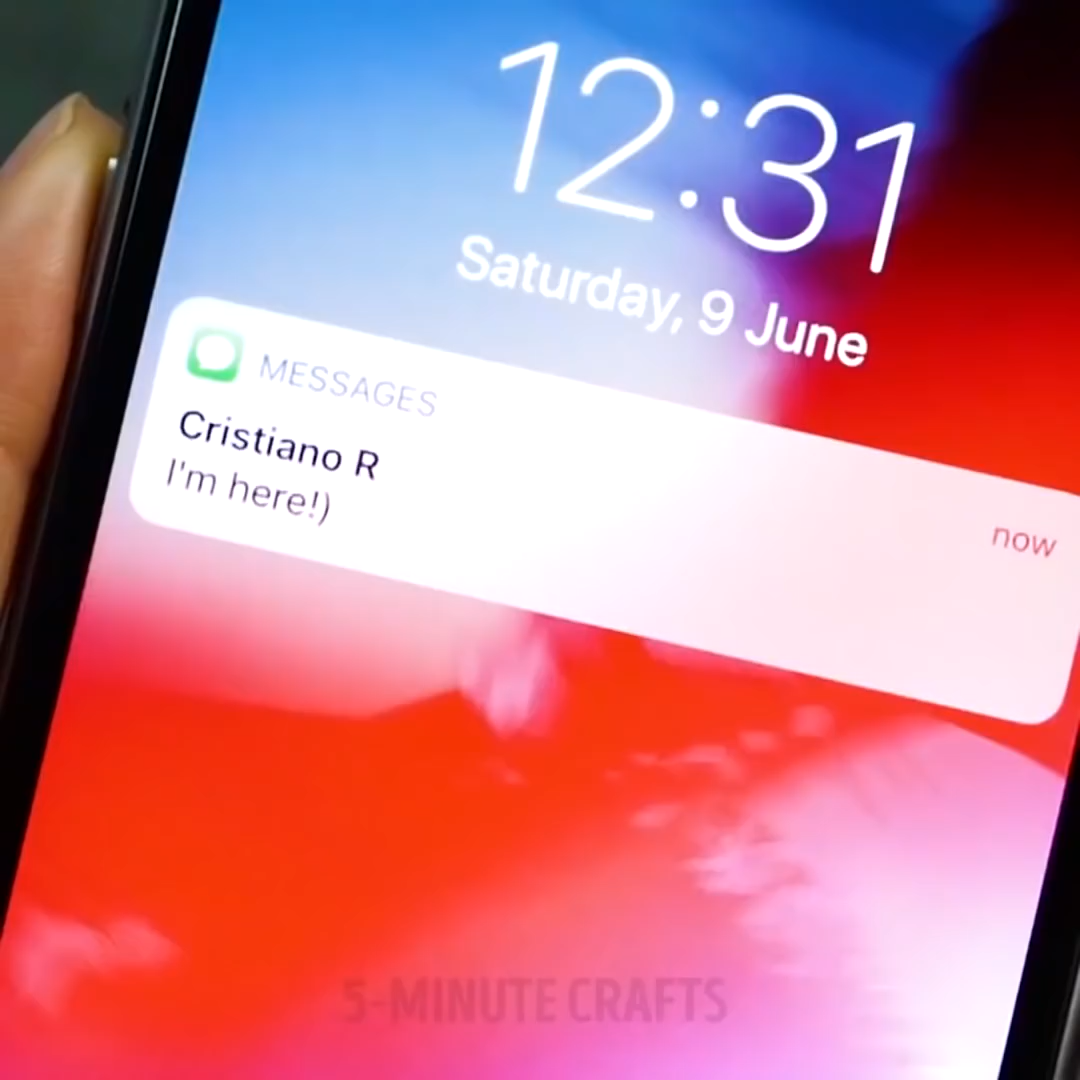 12:31
Saturday, 9 June
MESSAGES
now
Cristiano R
I'm here!)
5-MINUTE CRAFTS